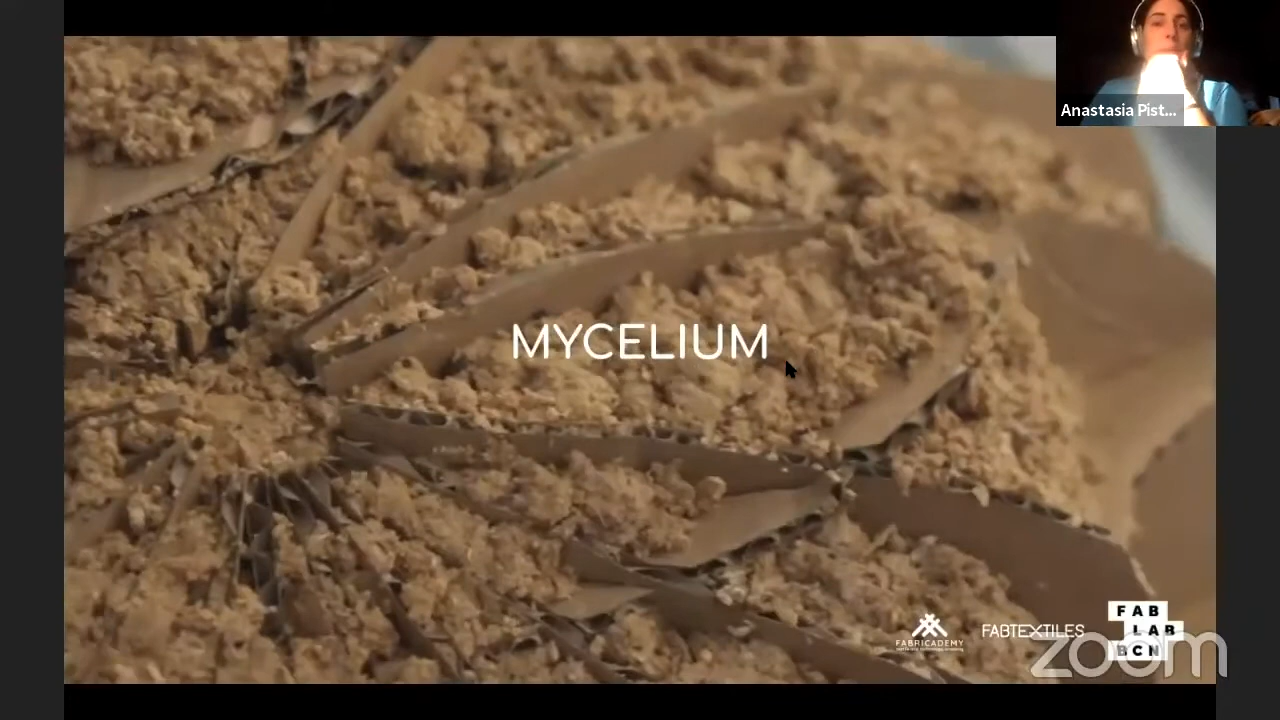 Anastasia Pist...
MYCELIUM
FABRICADEMY
FABTEXTILES
FAB
LAB
BCN
zoom